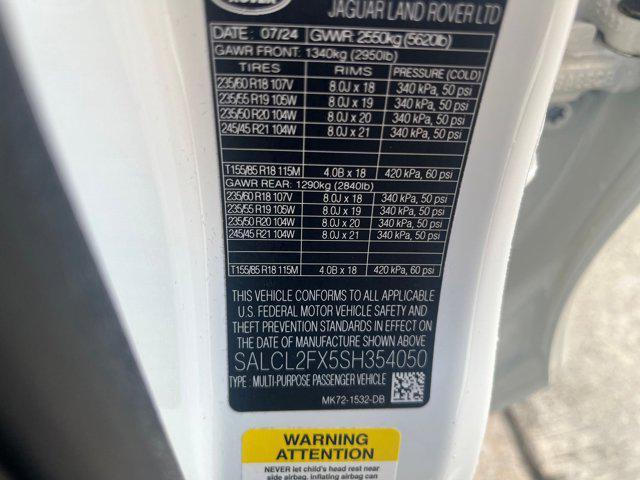 ROVER
JAGUAR LAND ROVER LTD
DATE: 07/24 GVWR: 2550kg (5620lb)
GAWR FRONT: 1340kg (2950lb)
TIRES RIMS PRESSURE (COLD)
235/60 R18 107V 8.0J x 18 340 kPa, 50 psi
235/55 R19 105W 8.0J x 19 340 kPa, 50 psi
235/50 R20 104W 8.0J x 20 340 kPa, 50 psi
245/45 R21 104W 8.0J x 21 340 kPa, 50 psi
T155/85 R18 115M 4.0B x 18 420 kPa, 60 psi
GAWR REAR: 1290kg (2840lb)
235/60 R18 107V 8.0J x 18 340 kPa, 50 psi
235/55 R19 105W 8.0J x 19 340 kPa, 50 psi
235/50 R20 104W 8.0J x 20 340 kPa, 50 psi
245/45 R21 104W 8.0J x 21 340 kPa, 50 psi
T155/85 R18 115M 4.0B x 18 420 kPa, 60 psi
THIS VEHICLE CONFORMS TO ALL APPLICABLE
U.S. FEDERAL MOTOR VEHICLE SAFETY AND
THEFT PREVENTION STANDARDS IN EFFECT ON
THE DATE OF MANUFACTURE SHOWN ABOVE
SALCL2FX5SH354050
TYPE: MULTI-PURPOSE PASSENGER VEHICLE
MK72-1532-DB
WARNING
ATTENTION
NEVER let child's head rest near
side airbag, inflating airbag can